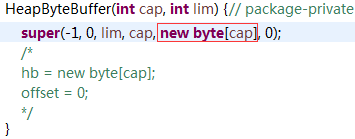 HeapByteBuffer(int cap, int lim) {// package-private
super(-1, 0, lim, cap, new byte[cap], 0);
/*
hb = new byte[cap];
offset = 0;
*/
}